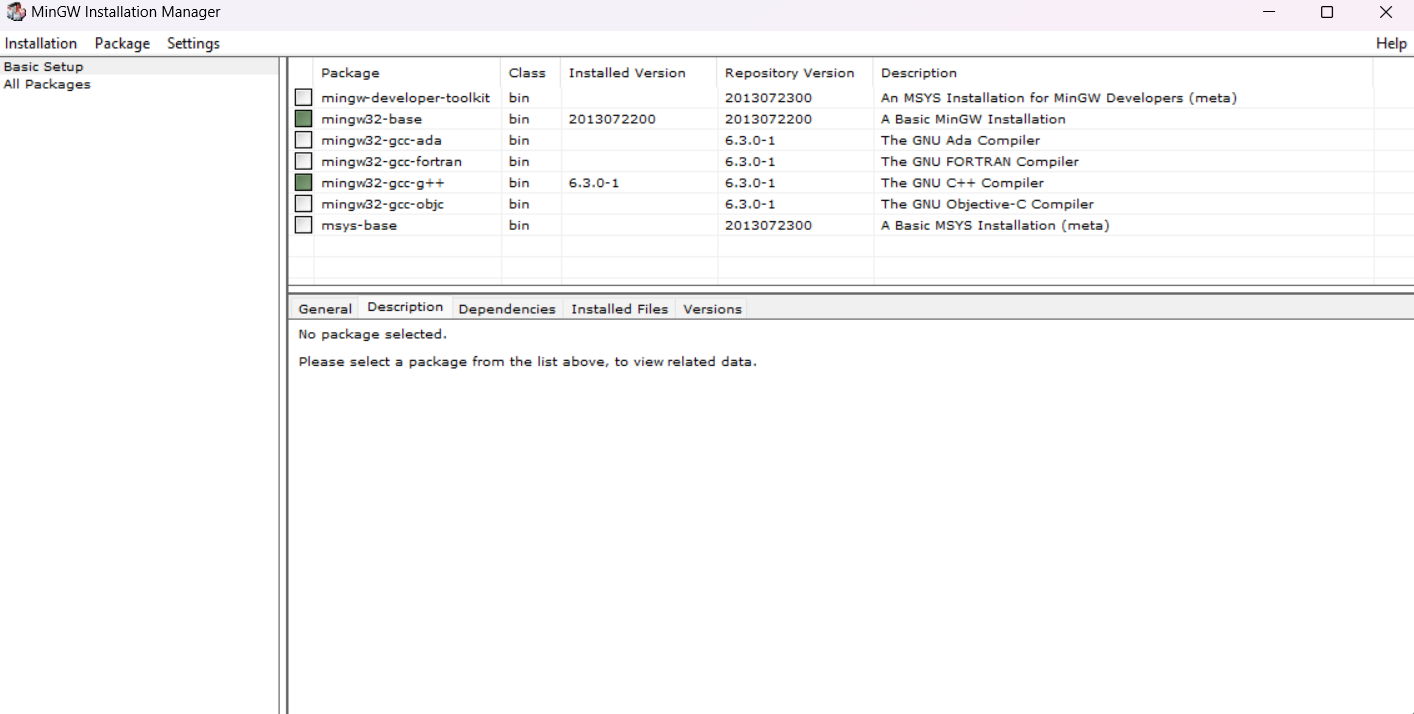 MinGW Installation Manager
Installation Package Settings Help
Basic Setup
All Packages
Package Class Installed Version Repository Version Description
mingw-developer-toolkit bin 2013072300 An MSYS Installation for MinGW Developers (meta)
mingw32-base bin 2013072200 2013072200 A Basic MinGW Installation
mingw32-gcc-ada bin 6.3.0-1 The GNU Ada Compiler
mingw32-gcc-fortran bin 6.3.0-1 The GNU FORTRAN Compiler
mingw32-gcc-g++ bin 6.3.0-1 6.3.0-1 The GNU C++ Compiler
mingw32-gcc-objc bin 6.3.0-1 The GNU Objective-C Compiler
msys-base bin 2013072300 A Basic MSYS Installation (meta)
General Description Dependencies Installed Files Versions
No package selected.
Please select a package from the list above, to view related data.